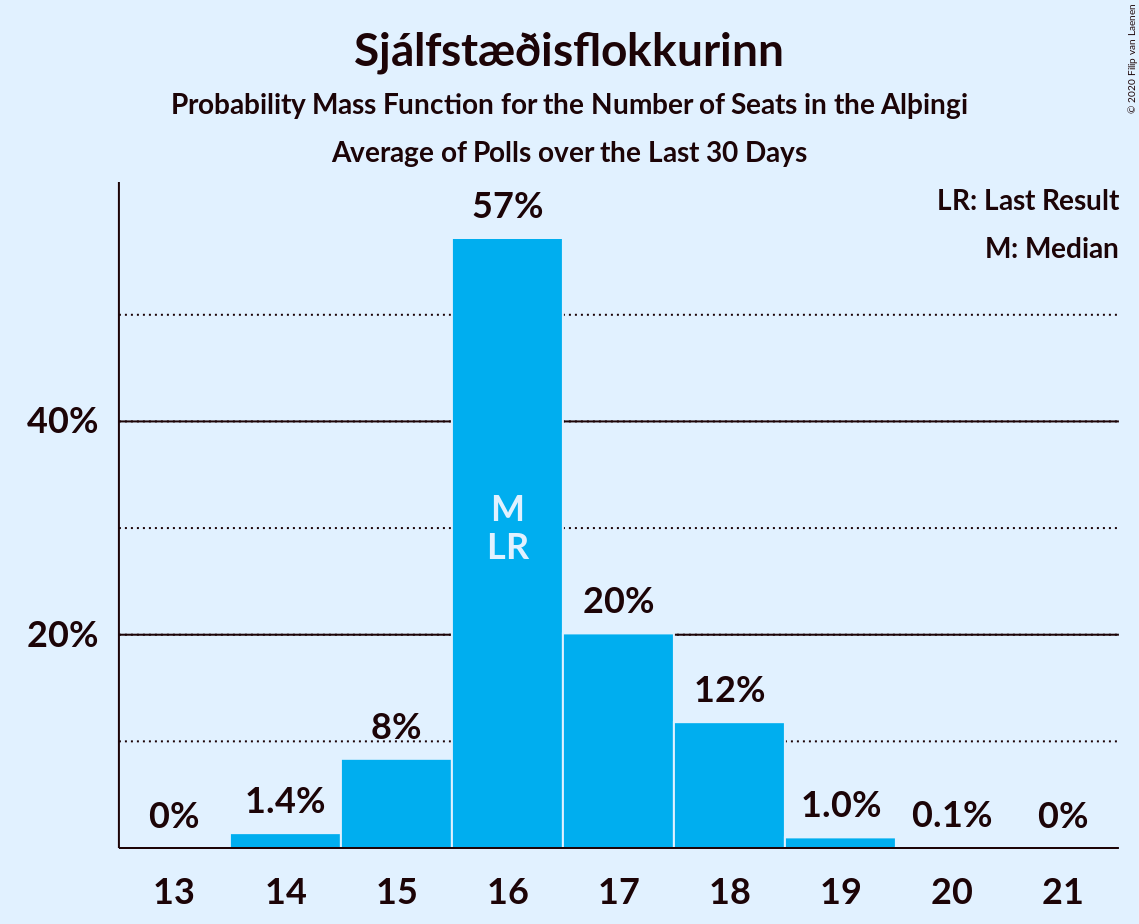 Sjálfstæðisflokkurinn
Probability Mass Function for the Number of Seats in the Alþingi
Average of Polls over the Last 30 Days
© 2020 Filip van Laenen
LR: Last Result
M: Median
57%
40%
M
LR
20%
20%
12%
8%
0%
1.4%
1.0%
0.1%
0%
13 14 15 16 17 18 19 20 21